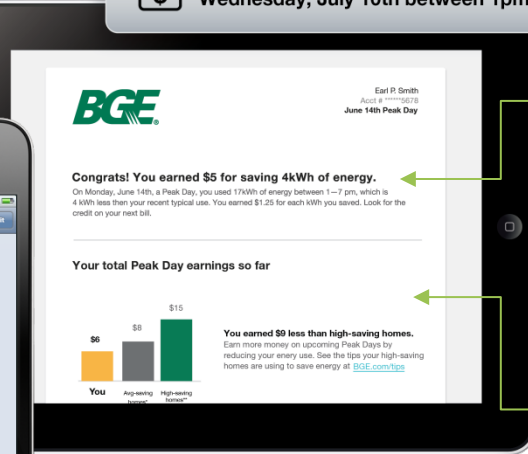 Wednesday, July 10th between 1pm
BGE
Earl P. Smith
Acct # ******5678
June 14th Peak Day
Congrats! You earned $5 for saving 4kWh of energy.
On Monday, June 14th, a Peak Day, you used 17kWh of energy between 1—7 pm, which is
4 kWh less then your recent typical use. You earned $1.25 for each kWh you saved. Look for the
credit on your next bill.
Your total Peak Day earnings so far
$15
$8
$6
You earned $9 less than high-saving homes.
Earn more money on upcoming Peak Days by
reducing your enery use. See the tips your high-saving
homes are using to save energy at BGE.com/tips
You
Avg-seving
homes*
High-seving
homes**